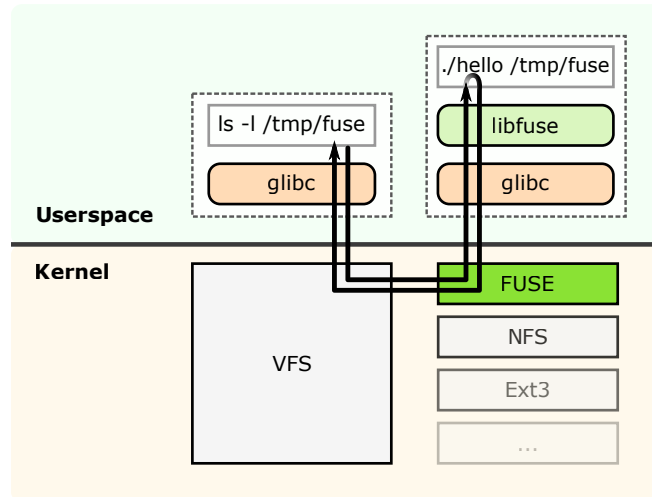 ./hello /tmp/fuse
ls -l /tmp/fuse
libfuse
glibc
glibc
Userspace
Kernel
FUSE
NFS
VFS
Ext3
...